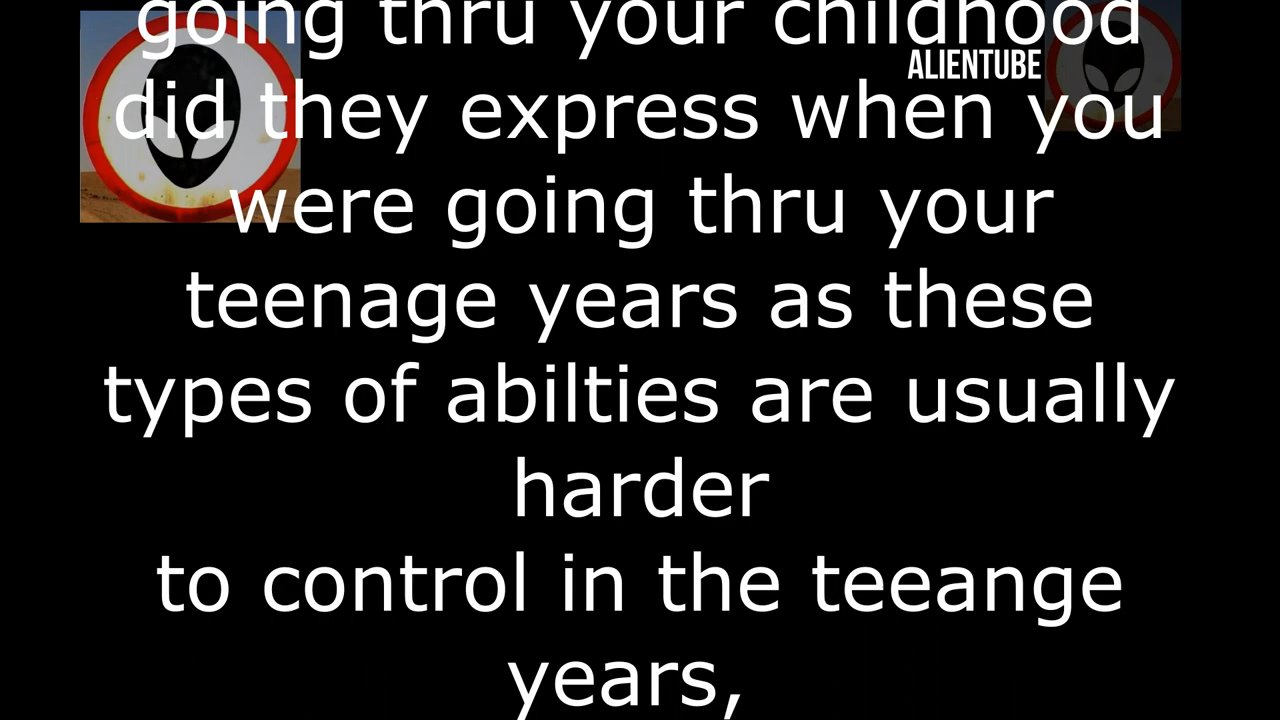 going thru your childhood
ALIENTUBE
did they express when you
were going thru your
teenage years as these
types of abilties are usually
harder
to control in the teeange
years,